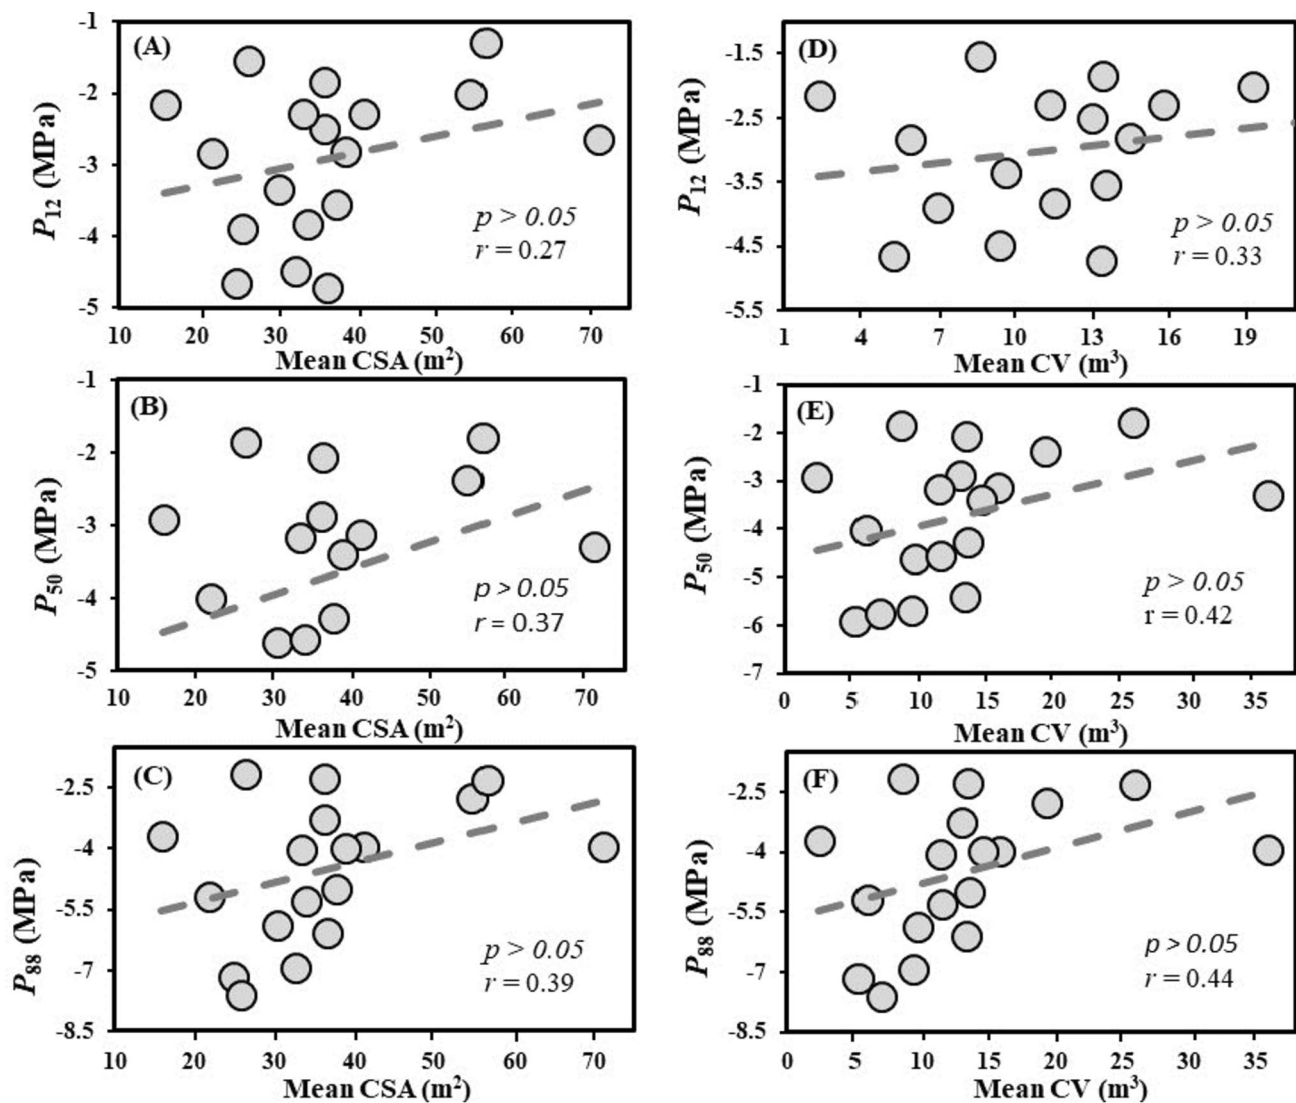 (A)
-1
-2
-3
-4
-5
P12 (MPa)
p > 0.05
r = 0.27
10 20 30 40 50 60 70
Mean CSA (m²)
(D)
-1.5
-2.5
-3.5
-4.5
-5.5
P12 (MPa)
p > 0.05
r = 0.33
1 4 7 10 13 16 19
Mean CV (m³)
(B)
-1
-2
-3
-4
-5
P50 (MPa)
p > 0.05
r = 0.37
10 20 30 40 50 60 70
Mean CSA (m²)
(E)
-1
-2
-3
-4
-5
-6
-7
P50 (MPa)
p > 0.05
r = 0.42
0 5 10 15 20 25 30 35
Mean CV (m³)
(C)
-2.5
-4
-5.5
-7
-8.5
P88 (MPa)
p > 0.05
r = 0.39
10 20 30 40 50 60 70
Mean CSA (m²)
(F)
-2.5
-4
-5.5
-7
-8.5
P88 (MPa)
p > 0.05
r = 0.44
0 5 10 15 20 25 30 35
Mean CV (m³)